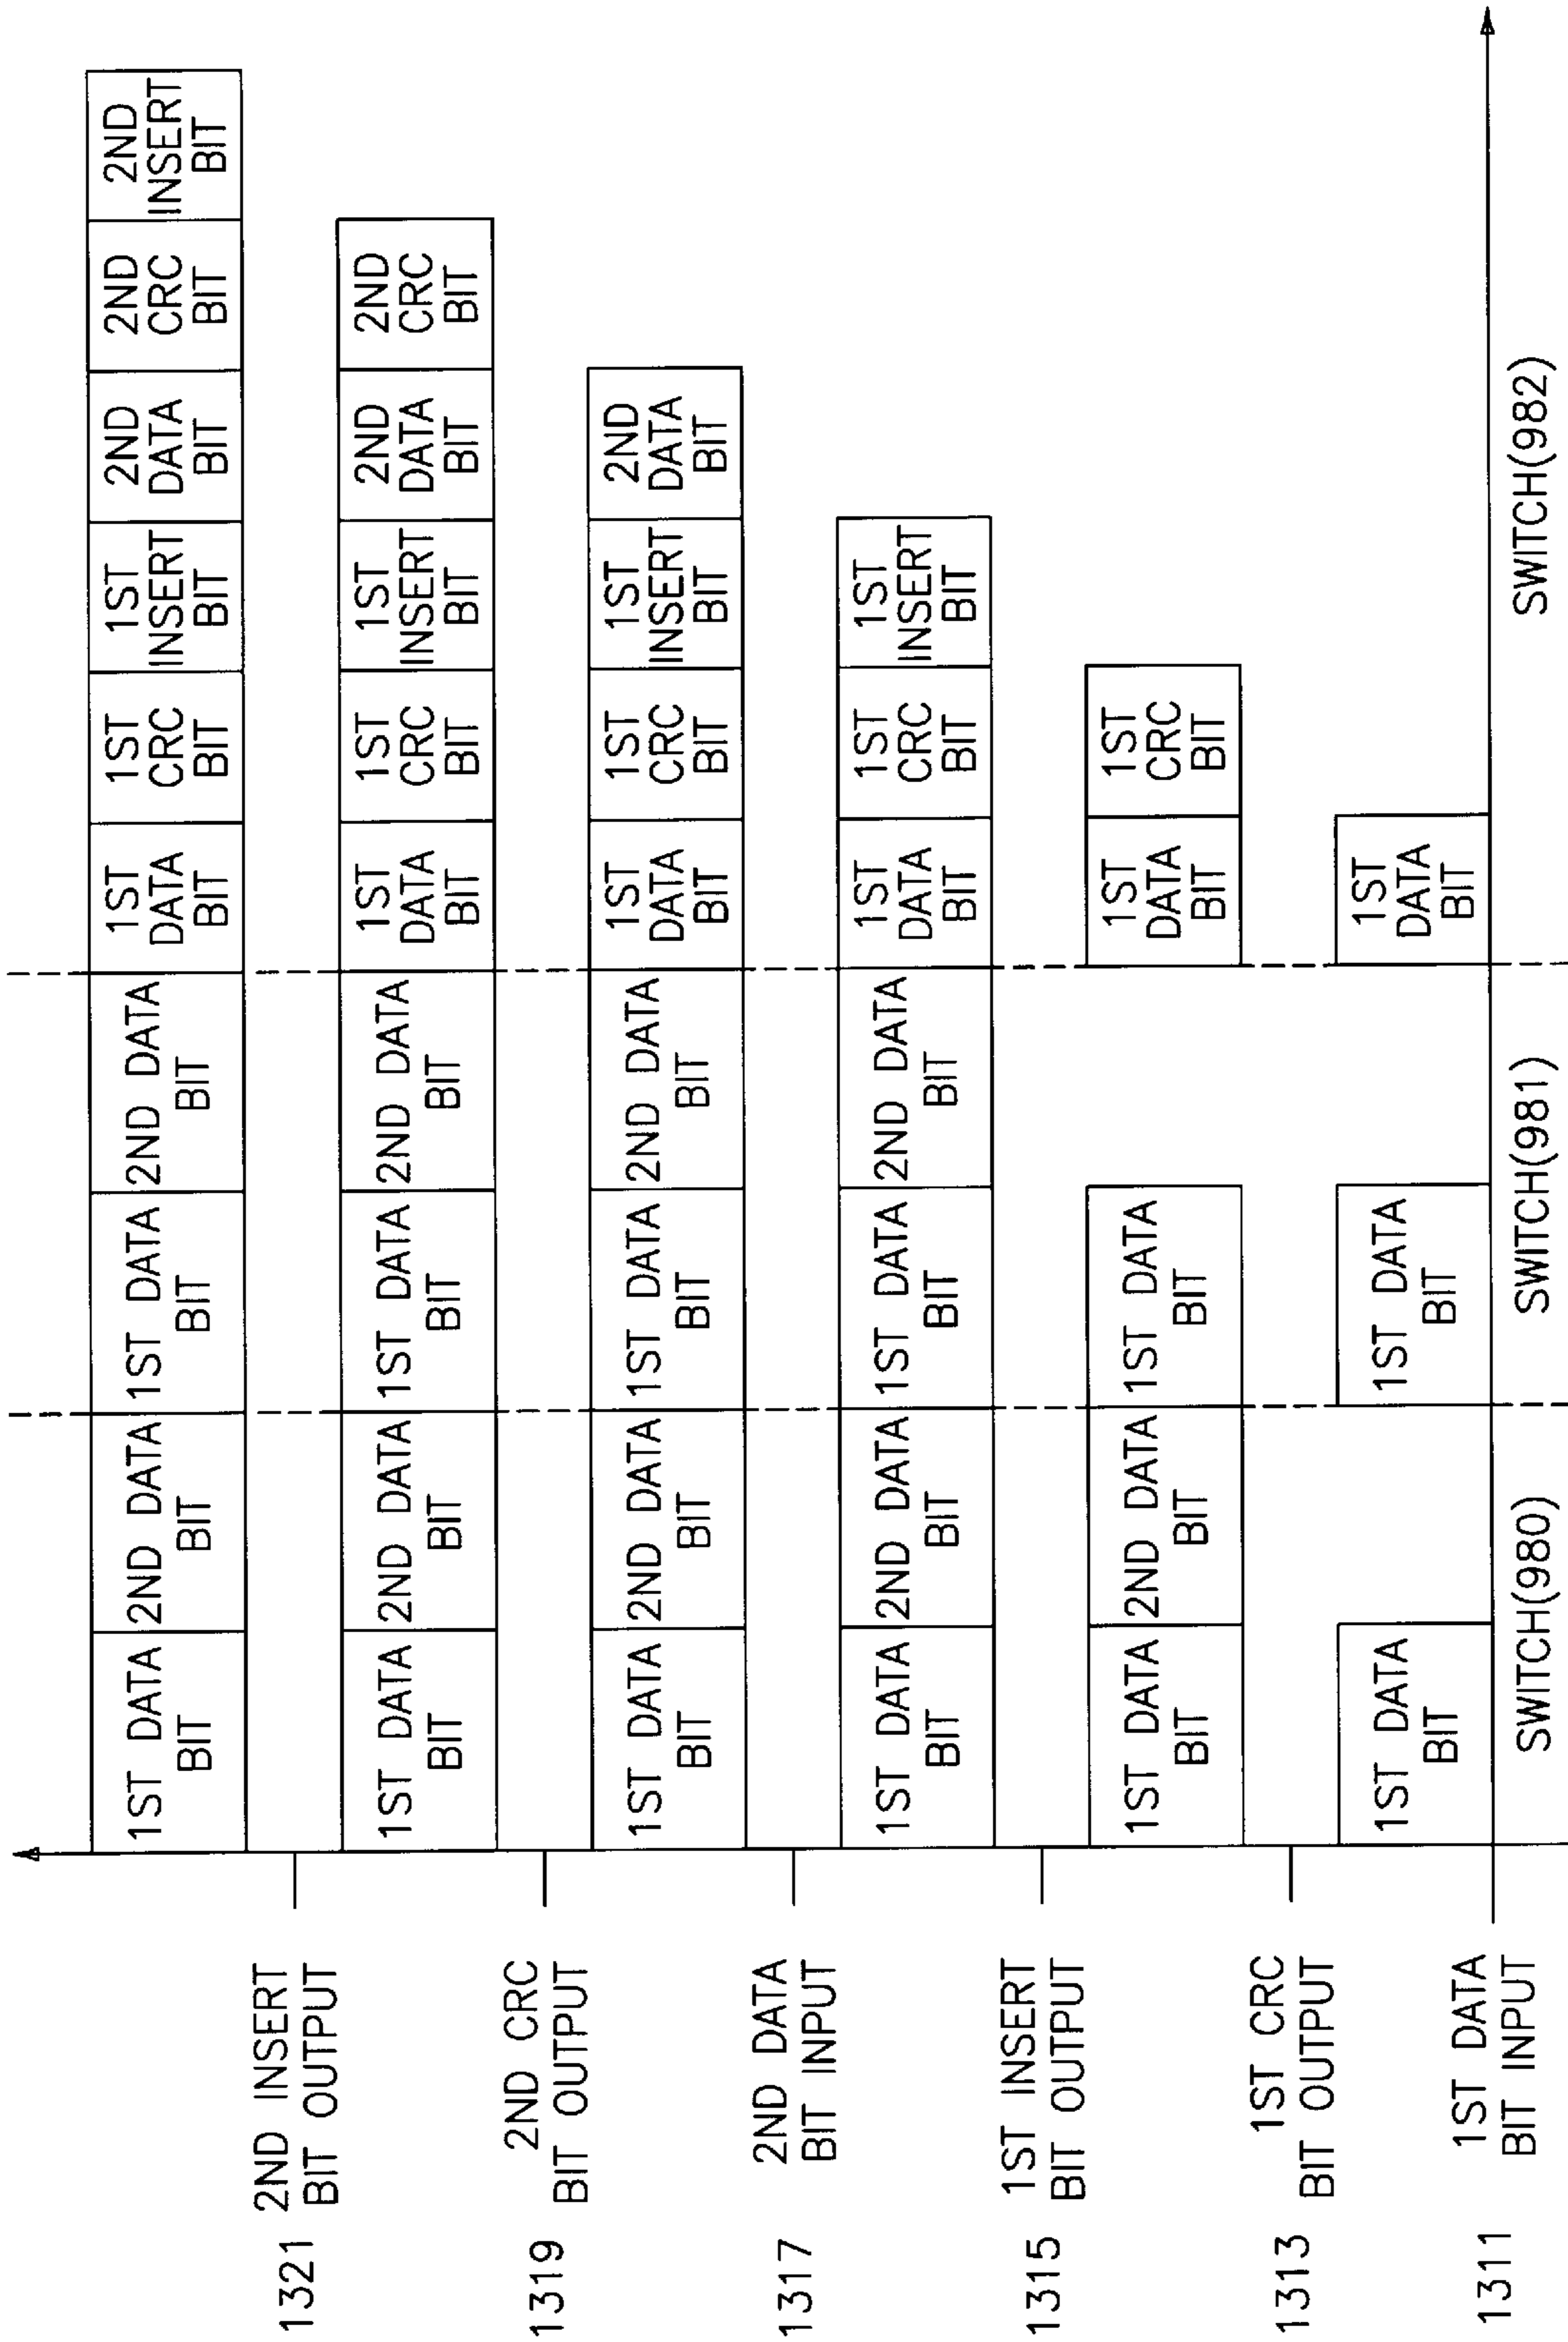 1ST DATA
BIT
2ND DATA
BIT
1ST DATA
BIT
2ND DATA
BIT
1ST
DATA
BIT
1ST
CRC
BIT
1ST
INSERT
BIT
2ND
DATA
BIT
2ND
CRC
BIT
2ND
INSERT
BIT
1321
2ND INSERT
BIT OUTPUT
1ST DATA
BIT
2ND DATA
BIT
1ST DATA
BIT
2ND DATA
BIT
1ST
DATA
BIT
1ST
CRC
BIT
1ST
INSERT
BIT
2ND
DATA
BIT
2ND
CRC
BIT
1319
2ND CRC
BIT OUTPUT
1ST DATA
BIT
2ND DATA
BIT
1ST DATA
BIT
2ND DATA
BIT
1ST
DATA
BIT
1ST
CRC
BIT
1ST
INSERT
BIT
2ND
DATA
BIT
1317
2ND DATA
BIT INPUT
1ST DATA
BIT
2ND DATA
BIT
1ST DATA
BIT
2ND DATA
BIT
1ST
DATA
BIT
1ST
CRC
BIT
1ST
INSERT
BIT
1315
1ST INSERT
BIT OUTPUT
1ST DATA
BIT
2ND DATA
BIT
1ST DATA
BIT
1ST
DATA
BIT
1ST
CRC
BIT
1313
1ST CRC
BIT OUTPUT
1ST DATA
BIT
1ST DATA
BIT
1ST
DATA
BIT
1311
1ST DATA
BIT INPUT
SWITCH(980)
SWITCH(981)
SWITCH(982)